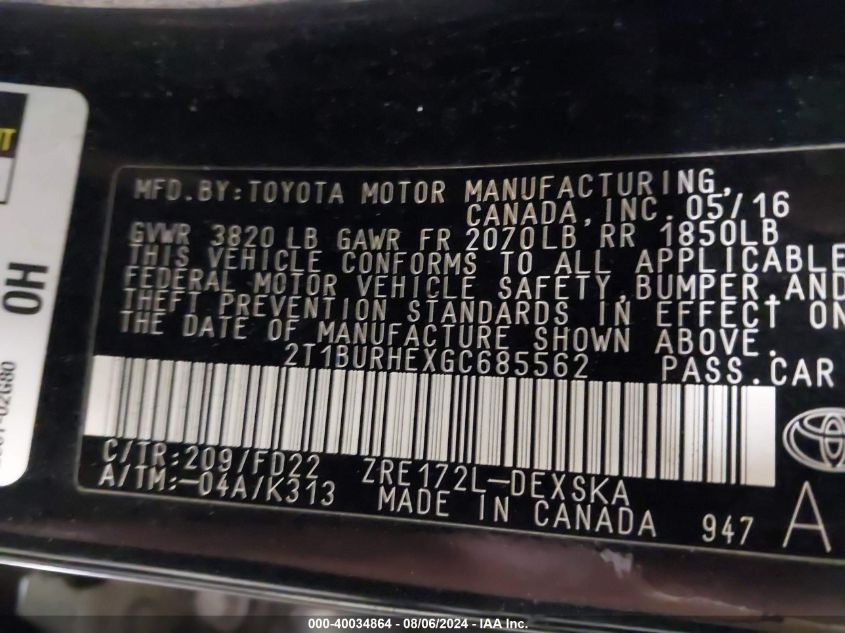 MFD.BY:TOYOTA MOTOR MANUFACTURING,
CANADA,INC. 05/16
GVWR 3820 LB GAWR FR 2070LB RR 1850LB
THIS VEHICLE CONFORMS TO ALL APPLICABLE
FEDERAL MOTOR VEHICLE SAFETY,BUMPER,AND
THEFT PREVENTION STANDARDS IN EFFECT ON
THE DATE OF MANUFACTURE SHOWN ABOVE.
2T1BURHEXGC685562 PASS.CAR
C/TR:209/FD22 ZRE172L-DEXSKA
A/TM:-04A/K313 MADE IN CANADA 947 A
OH
000-40034864 - 08/06/2024 - IAA Inc.